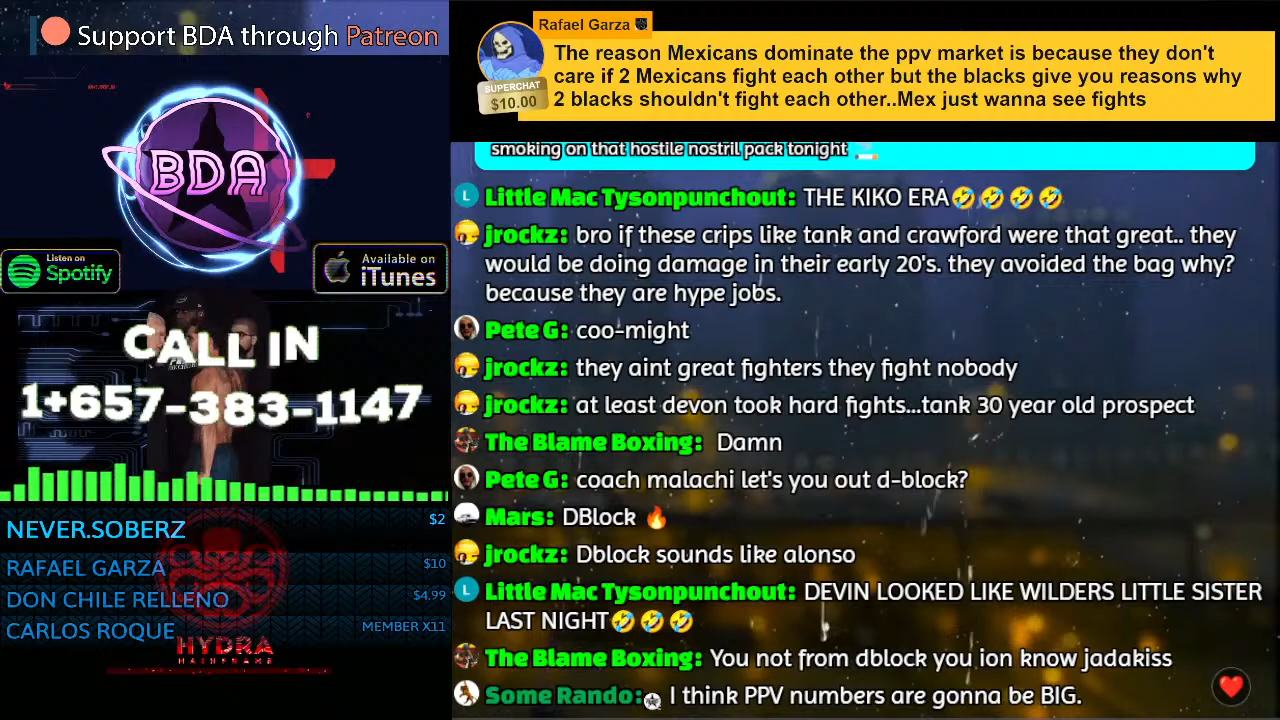 Support BDA through Patreon
BDA
Listen on
Spotify
Available on
iTunes
CALL IN
1+657-383-1147
NEVER.SOBERZ $2
RAFAEL GARZA $10
DON CHILE RELLENO $4,99
CARLOS ROQUE MEMBER X11
HYDRA
MAINFRAME
Rafael Garza
SUPERCHAT
$10.00
The reason Mexicans dominate the ppv market is because they don't
care if 2 Mexicans fight each other but the blacks give you reasons why
2 blacks shouldn't fight each other..Mex just wanna see fights
smoking on that hostile nostril pack tonight 🚬
L Little Mac Tysonpunchout: THE KIKO ERA🤣🤣🤣🤣
jrockz: bro if these crips like tank and crawford were that great.. they
would be doing damage in their early 20's. they avoided the bag why?
because they are hype jobs.
Pete G: coo-might
jrockz: they aint great fighters they fight nobody
jrockz: at least devon took hard fights...tank 30 year old prospect
The Blame Boxing: Damn
Pete G: coach malachi let's you out d-block?
Mars: DBlock 🔥
jrockz: Dblock sounds like alonso
L Little Mac Tysonpunchout: DEVIN LOOKED LIKE WILDERS LITTLE SISTER
LAST NIGHT🤣🤣🤣
The Blame Boxing: You not from dblock you ion know jadakiss
Some Rando: I think PPV numbers are gonna be BIG.